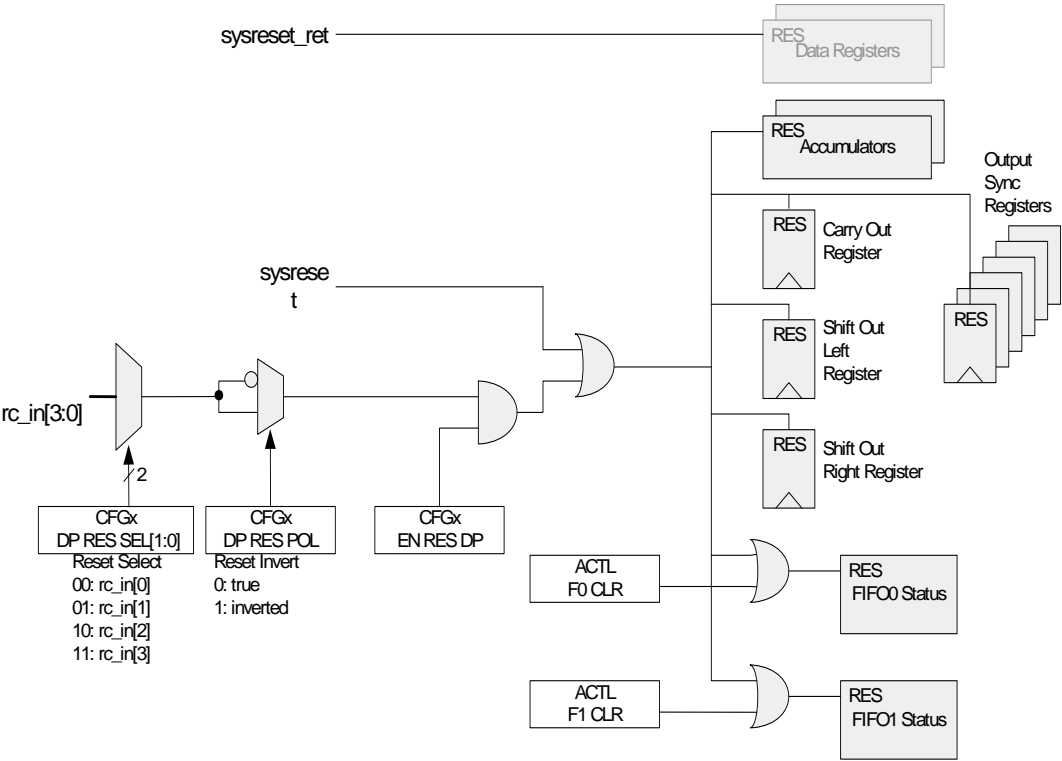 sysreset_ret
RES
Data Registers
RES
Accumulators
Output
Sync
Registers
RES
Carry Out
Register
sysrese
t
RES
Shift Out
Left
Register
RES
rc_in[3:0]
2
RES
Shift Out
Right Register
CFGx
DP RES SEL[1:0]
CFGx
DP RES POL
CFGx
EN RES DP
Reset Select
00: rc_in[0]
01: rc_in[1]
10: rc_in[2]
11: rc_in[3]
Reset Invert
0: true
1: inverted
ACTL
F0 CLR
RES
FIFO0 Status
ACTL
F1 CLR
RES
FIFO1 Status